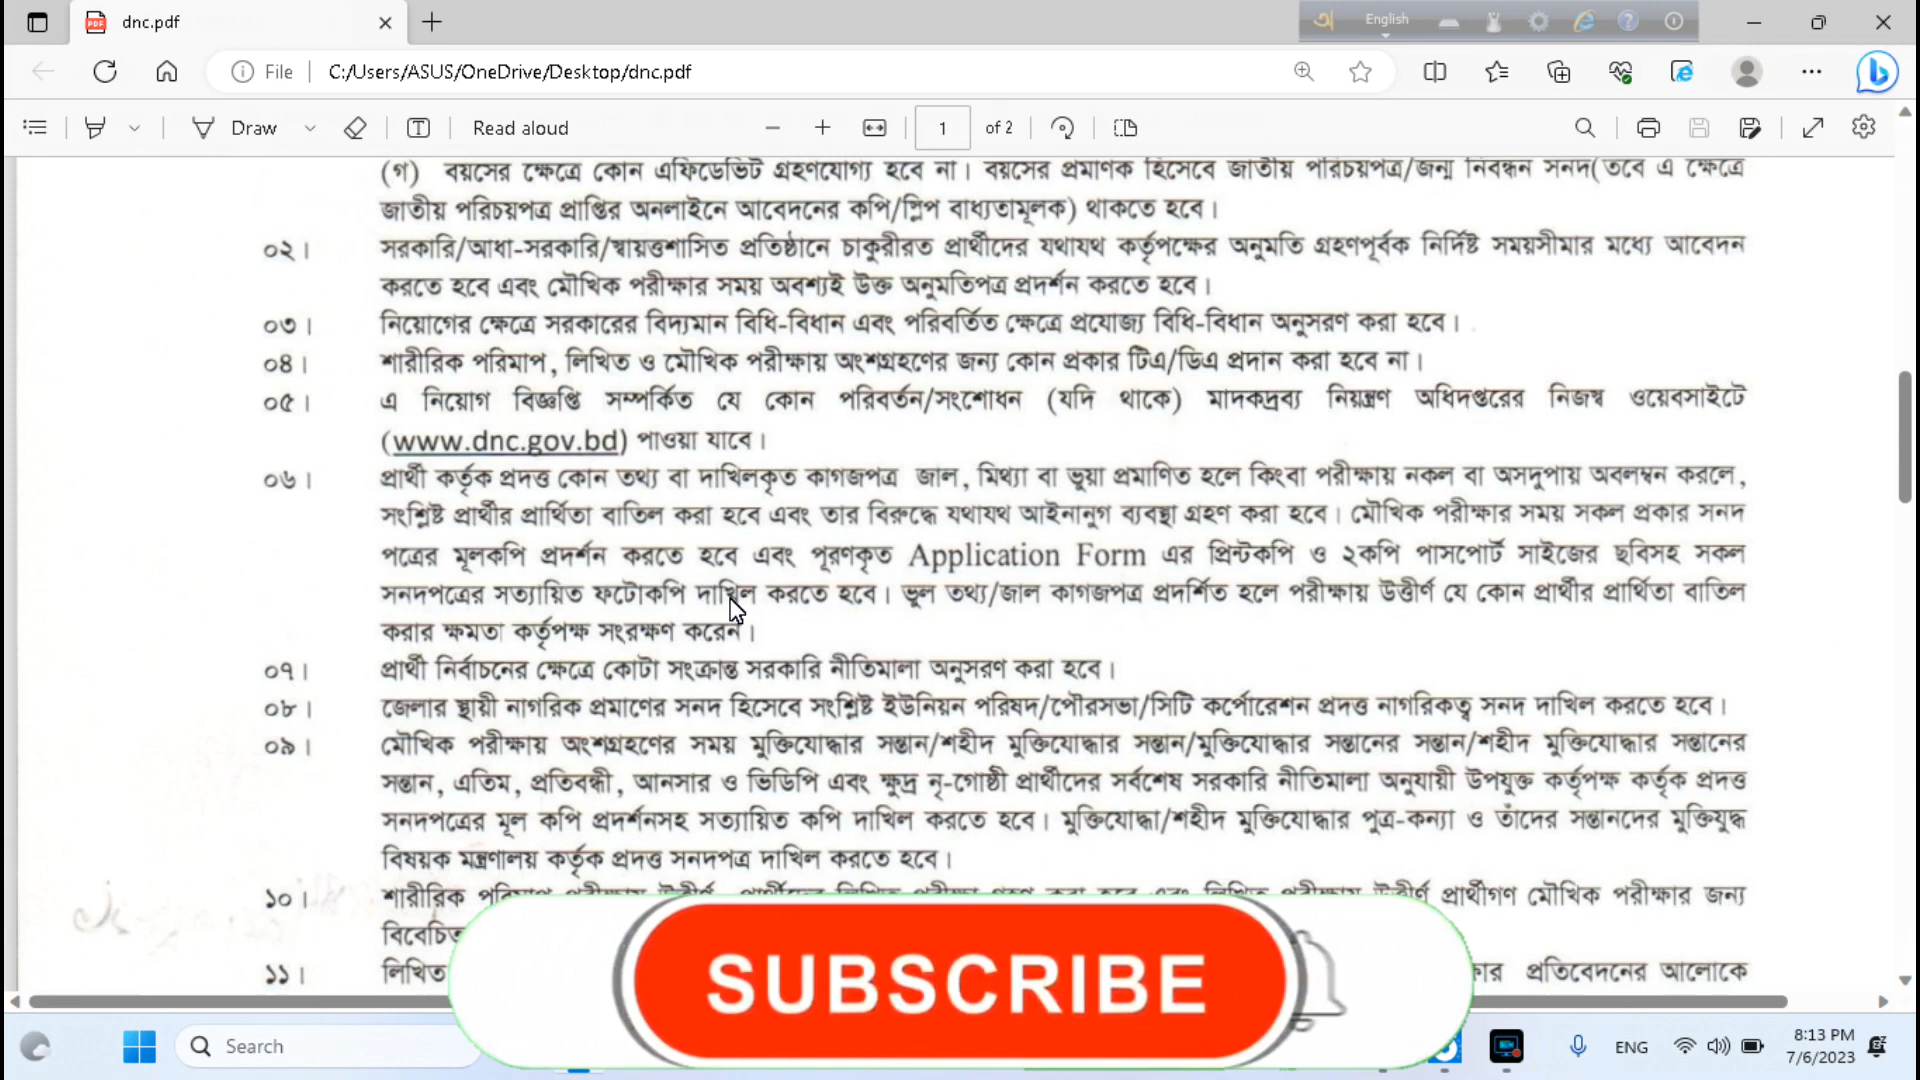 dnc.pdf
English
File
C:/Users/ASUS/OneDrive/Desktop/dnc.pdf
Draw
Read aloud
1 of 2
(গ) বয়সের ক্ষেত্রে কোন এফিডেভিট গ্রহণযোগ্য হবে না। বয়সের প্রমাণক হিসেবে জাতীয় পরিচয়পত্র/জন্ম নিবন্ধন সনদ(তবে এ ক্ষেত্রে
জাতীয় পরিচয়পত্র প্রাপ্তির অনলাইনে আবেদনের কপি/স্লিপ বাধ্যতামূলক) থাকতে হবে।
০২। সরকারি/আধা-সরকারি/স্বায়ত্তশাসিত প্রতিষ্ঠানে চাকুরীরত প্রার্থীদের যথাযথ কর্তৃপক্ষের অনুমতি গ্রহণপূর্বক নির্দিষ্ট সময়সীমার মধ্যে আবেদন
করতে হবে এবং মৌখিক পরীক্ষার সময় অবশ্যই উক্ত অনুমতিপত্র প্রদর্শন করতে হবে।
০৩। নিয়োগের ক্ষেত্রে সরকারের বিদ্যমান বিধি-বিধান এবং পরিবর্তিত ক্ষেত্রে প্রযোজ্য বিধি-বিধান অনুসরণ করা হবে।
০৪। শারীরিক পরিমাপ, লিখিত ও মৌখিক পরীক্ষায় অংশগ্রহণের জন্য কোন প্রকার টিএ/ডিএ প্রদান করা হবে না।
০৫। এ নিয়োগ বিজ্ঞপ্তি সম্পর্কিত যে কোন পরিবর্তন/সংশোধন (যদি থাকে) মাদকদ্রব্য নিয়ন্ত্রণ অধিদপ্তরের নিজস্ব ওয়েবসাইটে
(www.dnc.gov.bd) পাওয়া যাবে।
০৬। প্রার্থী কর্তৃক প্রদত্ত কোন তথ্য বা দাখিলকৃত কাগজপত্র জাল, মিথ্যা বা ভুয়া প্রমাণিত হলে কিংবা পরীক্ষায় নকল বা অসদুপায় অবলম্বন করলে,
সংশ্লিষ্ট প্রার্থীর প্রার্থিতা বাতিল করা হবে এবং তার বিরুদ্ধে যথাযথ আইনানুগ ব্যবস্থা গ্রহণ করা হবে। মৌখিক পরীক্ষার সময় সকল প্রকার সনদ
পত্রের মূলকপি প্রদর্শন করতে হবে এবং পূরণকৃত Application Form এর প্রিন্টকপি ও ২কপি পাসপোর্ট সাইজের ছবিসহ সকল
সনদপত্রের সত্যায়িত ফটোকপি দাখিল করতে হবে। ভুল তথ্য/জাল কাগজপত্র প্রদর্শিত হলে পরীক্ষায় উত্তীর্ণ যে কোন প্রার্থীর প্রার্থিতা বাতিল
করার ক্ষমতা কর্তৃপক্ষ সংরক্ষণ করেন।
০৭। প্রার্থী নির্বাচনের ক্ষেত্রে কোটা সংক্রান্ত সরকারি নীতিমালা অনুসরণ করা হবে।
০৮। জেলার স্থায়ী নাগরিক প্রমাণের সনদ হিসেবে সংশ্লিষ্ট ইউনিয়ন পরিষদ/পৌরসভা/সিটি কর্পোরেশন প্রদত্ত নাগরিকত্ব সনদ দাখিল করতে হবে।
০৯। মৌখিক পরীক্ষায় অংশগ্রহণের সময় মুক্তিযোদ্ধার সন্তান/শহীদ মুক্তিযোদ্ধার সন্তান/মুক্তিযোদ্ধার সন্তানের সন্তান/শহীদ মুক্তিযোদ্ধার সন্তানের
সন্তান, এতিম, প্রতিবন্ধী, আনসার ও ভিডিপি এবং ক্ষুদ্র নৃ-গোষ্ঠী প্রার্থীদের সর্বশেষ সরকারি নীতিমালা অনুযায়ী উপযুক্ত কর্তৃপক্ষ কর্তৃক প্রদত্ত
সনদপত্রের মূল কপি প্রদর্শনসহ সত্যায়িত কপি দাখিল করতে হবে। মুক্তিযোদ্ধা/শহীদ মুক্তিযোদ্ধার পুত্র-কন্যা ও তাঁদের সন্তানদের মুক্তিযুদ্ধ
বিষয়ক মন্ত্রণালয় কর্তৃক প্রদত্ত সনদপত্র দাখিল করতে হবে।
১০। শারীরিক প্রার্থীগণ মৌখিক পরীক্ষার জন্য
১১। লিখিত প্রতিবেদনের আলোকে
SUBSCRIBE
Search
ENG
8:13 PM
7/6/2023